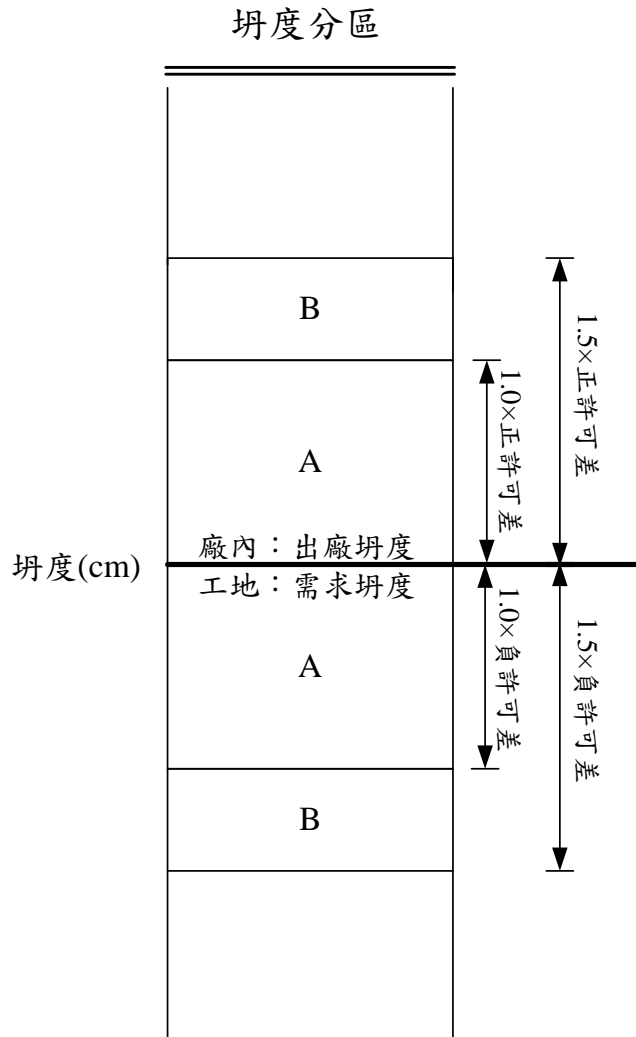 坍度分區
B
1.5×正許可差
1.0×正許可差
A
廠內：出廠坍度
坍度(cm)
工地：需求坍度
1.0×負許可差
1.5×負許可差
A
B